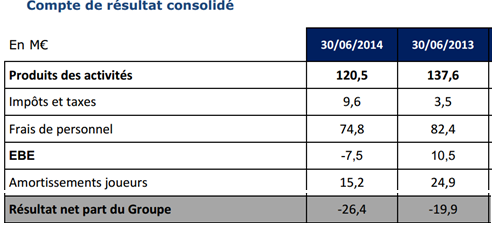 Compte de résultat consolidé
En M€ 30/06/2014 30/06/2013
Produits des activités 120,5 137,6
Impôts et taxes 9,6 3,5
Frais de personnel 74,8 82,4
EBE -7,5 10,5
Amortissements joueurs 15,2 24,9
Résultat net part du Groupe -26,4 -19,9